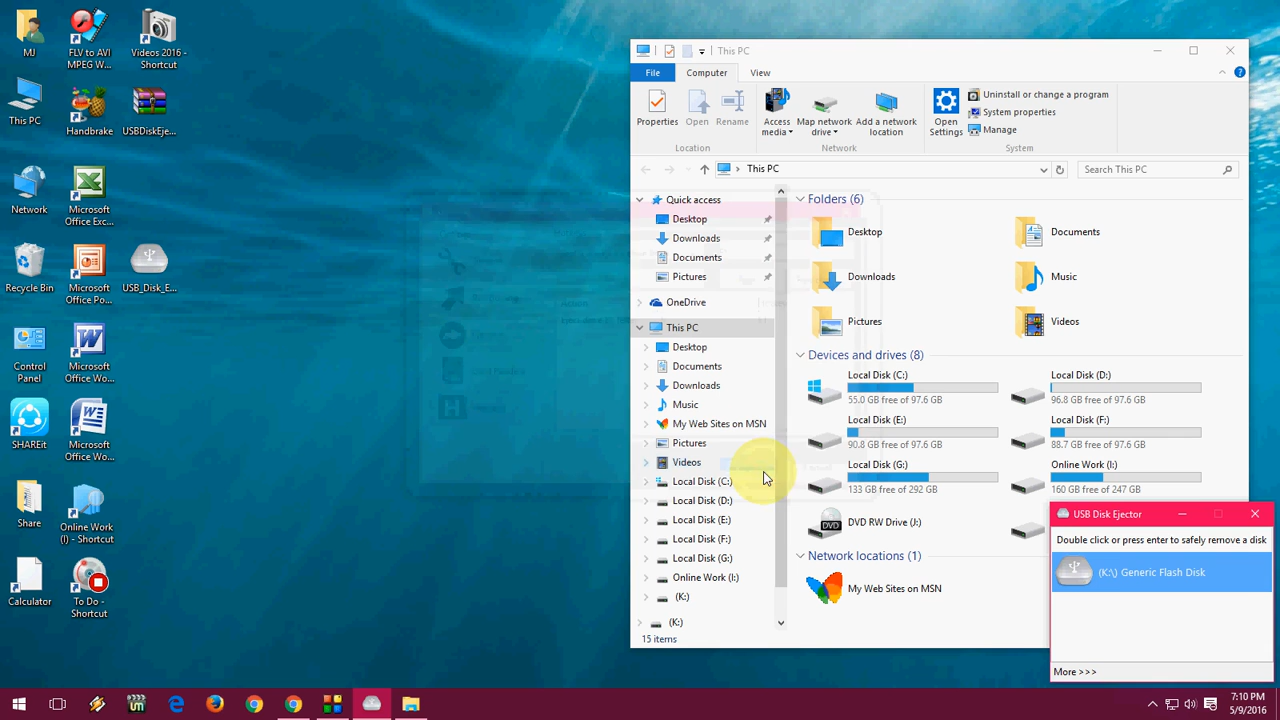 MJ
FLV to AVI
MPEG W...
Videos 2016 -
Shortcut
This PC
Handbrake
USBDiskEje...
Network
Microsoft
Office Exc...
Recycle Bin
Microsoft
Office Po...
USB_Disk_E...
Control
Panel
Microsoft
Office Wo...
SHAREit
Microsoft
Office Wo...
Share
Online Work
(I) - Shortcut
Calculator
To Do -
Shortcut
This PC
File
Computer
View
Properties
Open
Rename
Access
media
Map network
drive
Add a network
location
Open
Settings
Uninstall or change a program
System properties
Manage
Location
Network
System
This PC
Search This PC
Quick access
Desktop
Downloads
Documents
Pictures
OneDrive
This PC
Desktop
Documents
Downloads
Music
My Web Sites on MSN
Pictures
Videos
Local Disk (C:)
Local Disk (D:)
Local Disk (E:)
Local Disk (F:)
Local Disk (G:)
Online Work (I:)
(K:)
(K:)
Folders (6)
Desktop
Documents
Downloads
Music
Pictures
Videos
Devices and drives (8)
Local Disk (C:)
55.0 GB free of 97.6 GB
Local Disk (D:)
96.8 GB free of 97.6 GB
Local Disk (E:)
90.8 GB free of 97.6 GB
Local Disk (F:)
88.7 GB free of 97.6 GB
Local Disk (G:)
133 GB free of 292 GB
Online Work (I:)
160 GB free of 247 GB
DVD
DVD RW Drive (J:)
Network locations (1)
My Web Sites on MSN
15 items
USB Disk Ejector
Double click or press enter to safely remove a disk
(K:\) Generic Flash Disk
More >>>
7:10 PM
5/9/2016